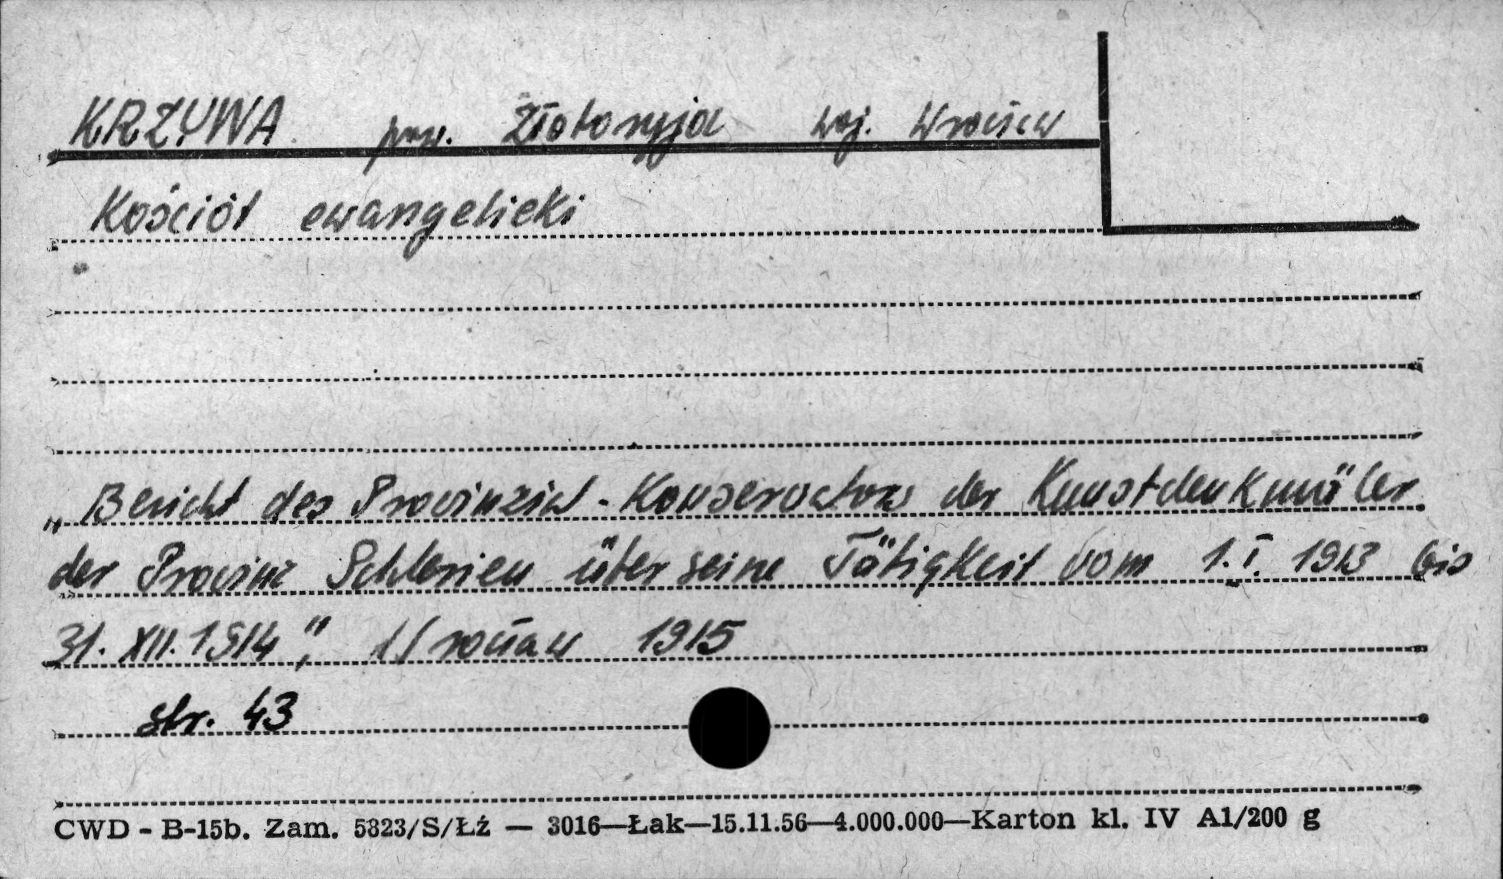 KRZYWA pow. Złotoryja woj. Wrocław
Kościół ewangelicki
„Bericht des Provinzial-Konservators der Kunstdenkmäler
der Provinz Schlesien über seine Tätigkeit vom 1.I. 1913 bis
31. XII. 1914", Wrocław 1915
str. 43
CWD - B-15b. Zam. 5323/S/Łż — 3016—Łak—15.11.56—4.000.000—Karton kl. IV A1/200 g